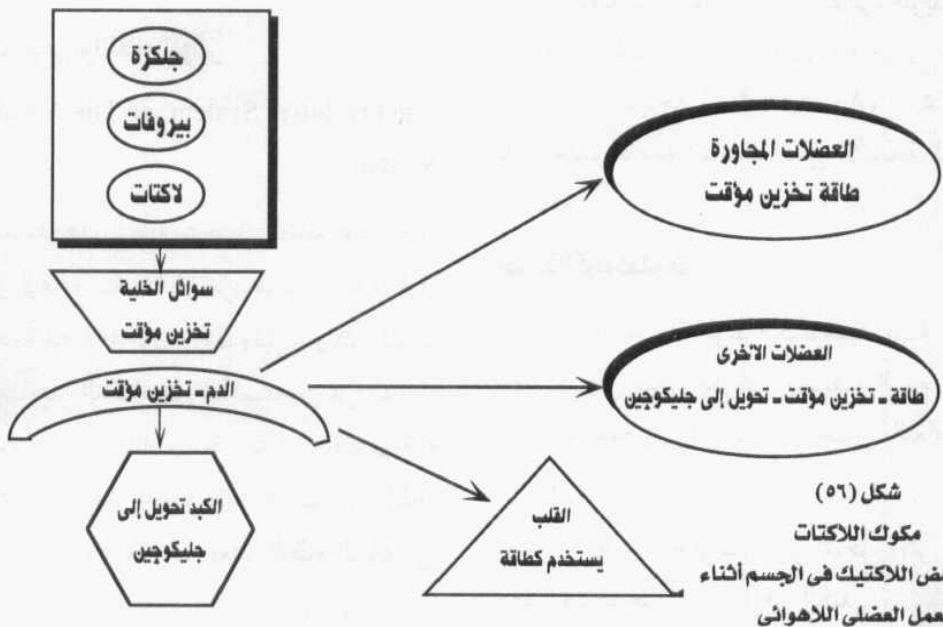 جلكزة
بيروفات
لاكتات
سوائل الخلية
تخزين مؤقت
الدم ـ تخزين مؤقت
الكبد تحويل إلى
جليكوجين
العضلات المجاورة
طاقة تخزين مؤقت
العضلات الاخرى
طاقة ـ تخزين مؤقت ـ تحويل إلى جليكوجين
القلب
يستخدم كطاقة
شكل (٥٦)
مكوك اللاكتات
ض اللاكتيك فى الجسم أثناء
عمل العضلى اللاهوائى